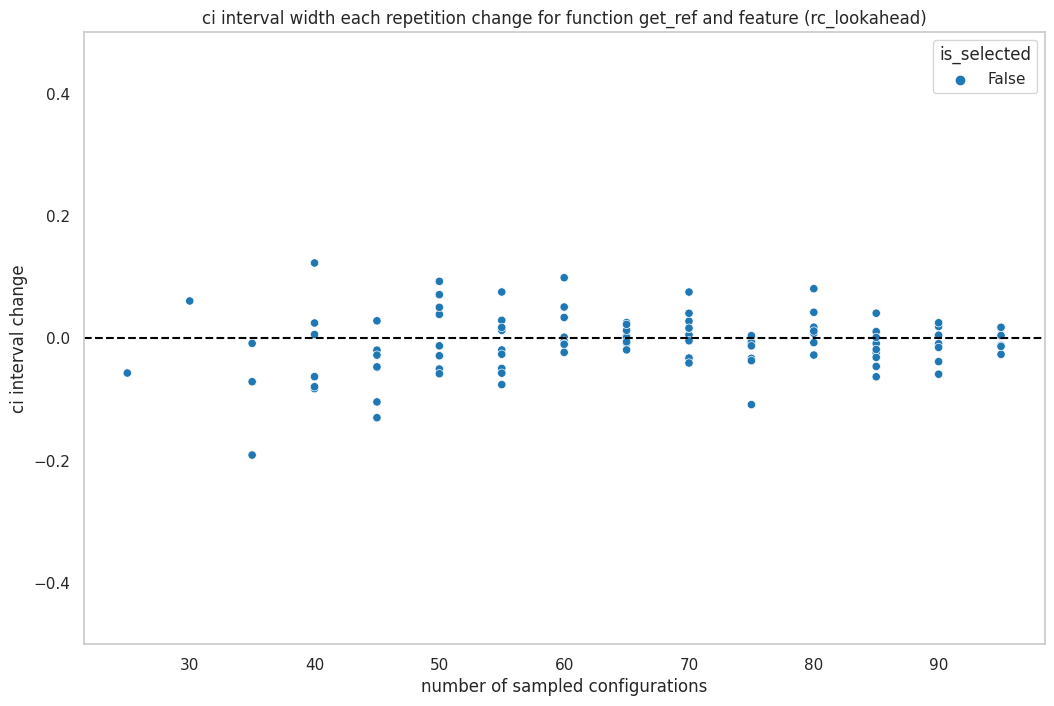 ci interval width each repetition change for function get_ref and feature (rc_lookahead)
is_selected
False
ci interval change
0.4
0.2
0.0
−0.2
−0.4
30 40 50 60 70 80 90
number of sampled configurations